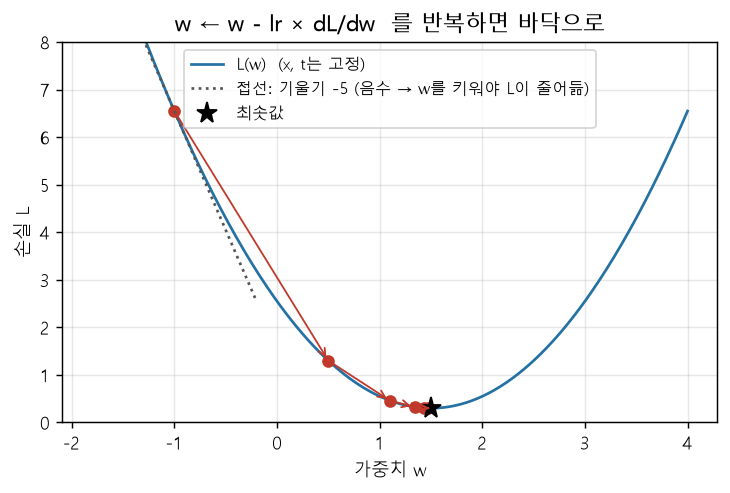 w ← w - lr × dL/dw  를 반복하면 바닥으로
L(w)  (x, t는 고정)
접선: 기울기 -5 (음수 → w를 키워야 L이 줄어듦)
최솟값
손실 L
8
7
6
5
4
3
2
1
0
-2
-1
0
1
2
3
4
가중치 w